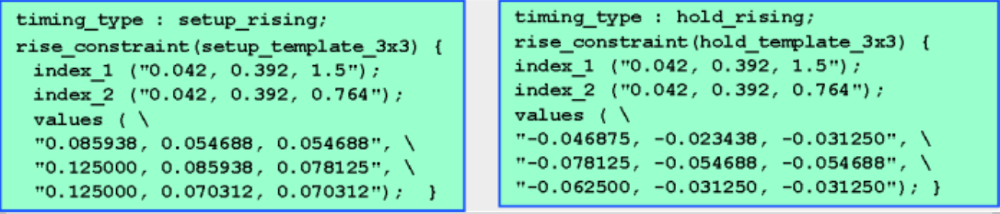 timing_type : setup_rising;
rise_constraint(setup_template_3x3) {
index_1 ("0.042, 0.392, 1.5");
index_2 ("0.042, 0.392, 0.764");
values ( \
"0.085938, 0.054688, 0.054688", \
"0.125000, 0.085938, 0.078125", \
"0.125000, 0.070312, 0.070312"); }
timing_type : hold_rising;
rise_constraint(hold_template_3x3) {
index_1 ("0.042, 0.392, 1.5");
index_2 ("0.042, 0.392, 0.764");
values ( \
"-0.046875, -0.023438, -0.031250", \
"-0.078125, -0.054688, -0.054688", \
"-0.062500, -0.031250, -0.031250"); }